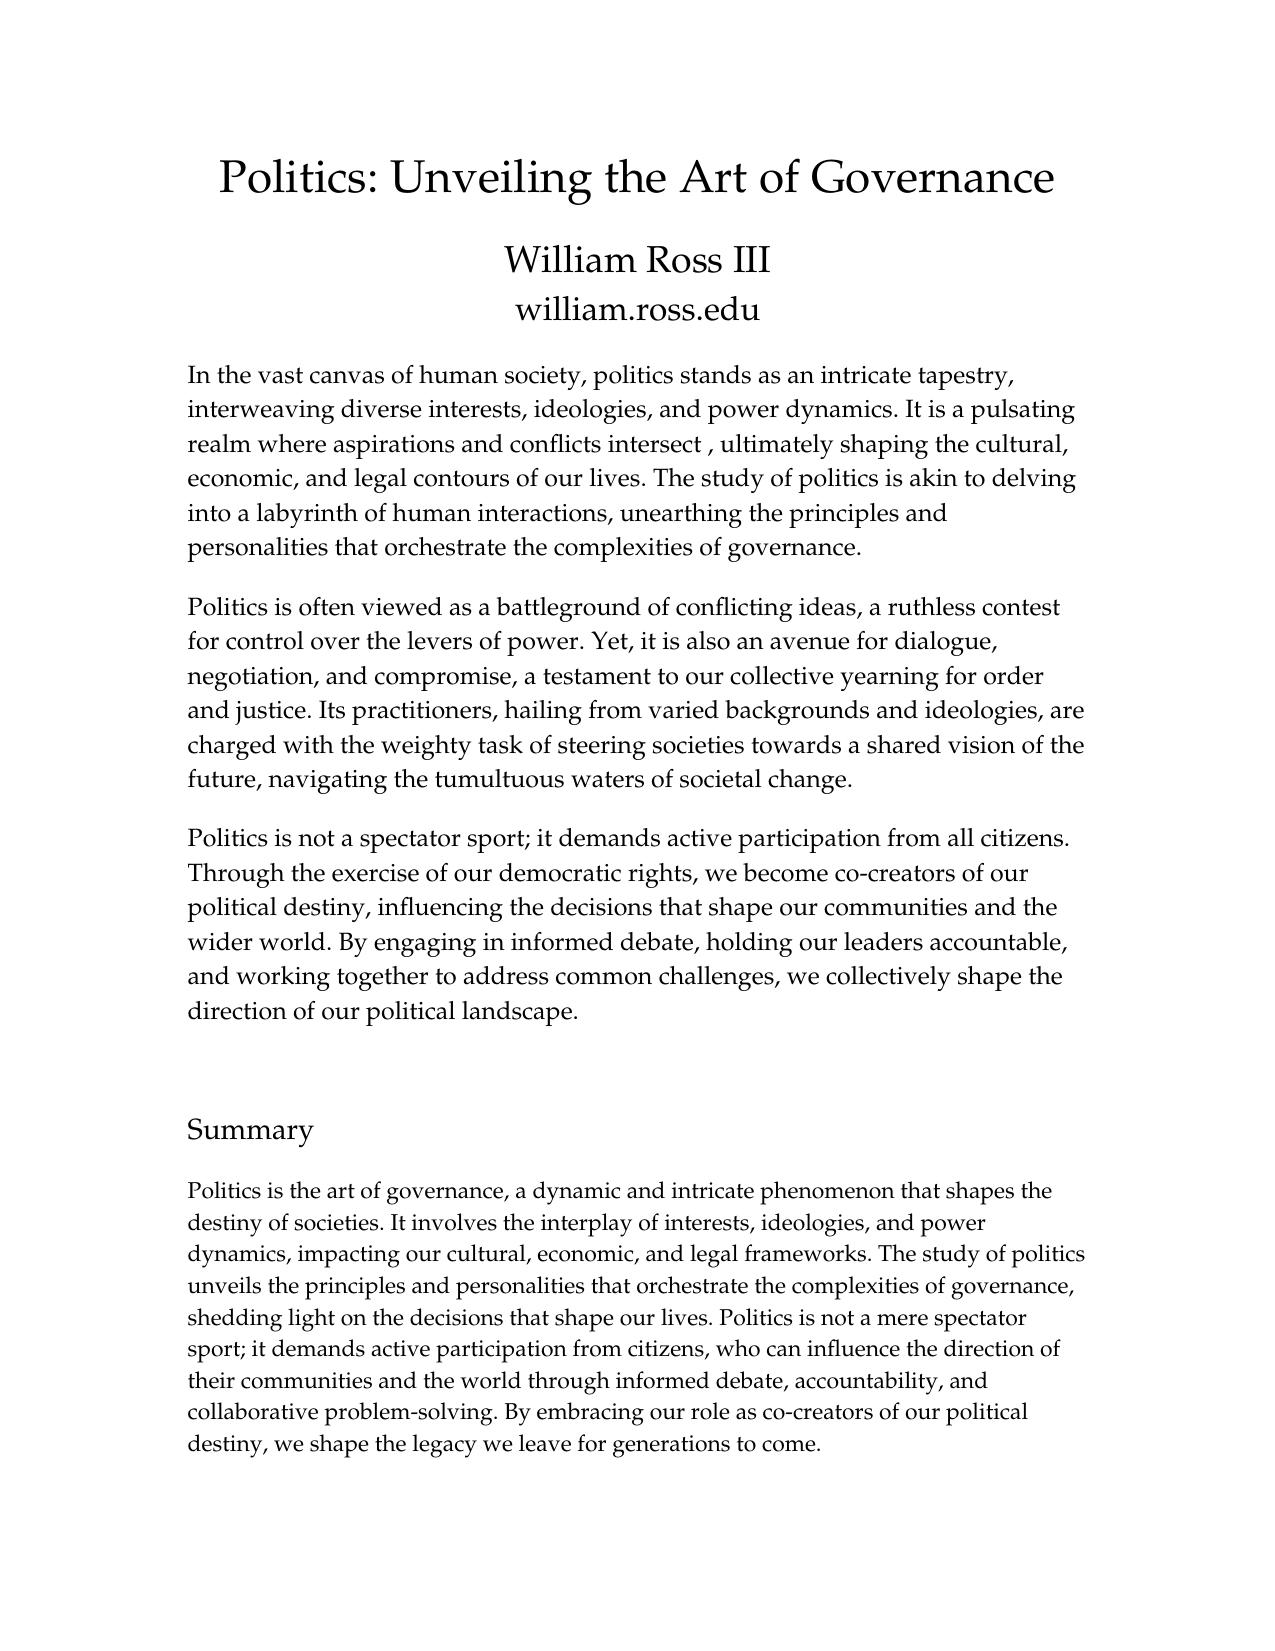 Politics: Unveiling the Art of Governance
William Ross III
william.ross.edu
In the vast canvas of human society, politics stands as an intricate tapestry,
interweaving diverse interests, ideologies, and power dynamics. It is a pulsating
realm where aspirations and conflicts intersect , ultimately shaping the cultural,
economic, and legal contours of our lives. The study of politics is akin to delving
into a labyrinth of human interactions, unearthing the principles and
personalities that orchestrate the complexities of governance.
Politics is often viewed as a battleground of conflicting ideas, a ruthless contest
for control over the levers of power. Yet, it is also an avenue for dialogue,
negotiation, and compromise, a testament to our collective yearning for order
and justice. Its practitioners, hailing from varied backgrounds and ideologies, are
charged with the weighty task of steering societies towards a shared vision of the
future, navigating the tumultuous waters of societal change.
Politics is not a spectator sport; it demands active participation from all citizens.
Through the exercise of our democratic rights, we become co-creators of our
political destiny, influencing the decisions that shape our communities and the
wider world. By engaging in informed debate, holding our leaders accountable,
and working together to address common challenges, we collectively shape the
direction of our political landscape.
Summary
Politics is the art of governance, a dynamic and intricate phenomenon that shapes the
destiny of societies. It involves the interplay of interests, ideologies, and power
dynamics, impacting our cultural, economic, and legal frameworks. The study of politics
unveils the principles and personalities that orchestrate the complexities of governance,
shedding light on the decisions that shape our lives. Politics is not a mere spectator
sport; it demands active participation from citizens, who can influence the direction of
their communities and the world through informed debate, accountability, and
collaborative problem-solving. By embracing our role as co-creators of our political
destiny, we shape the legacy we leave for generations to come.